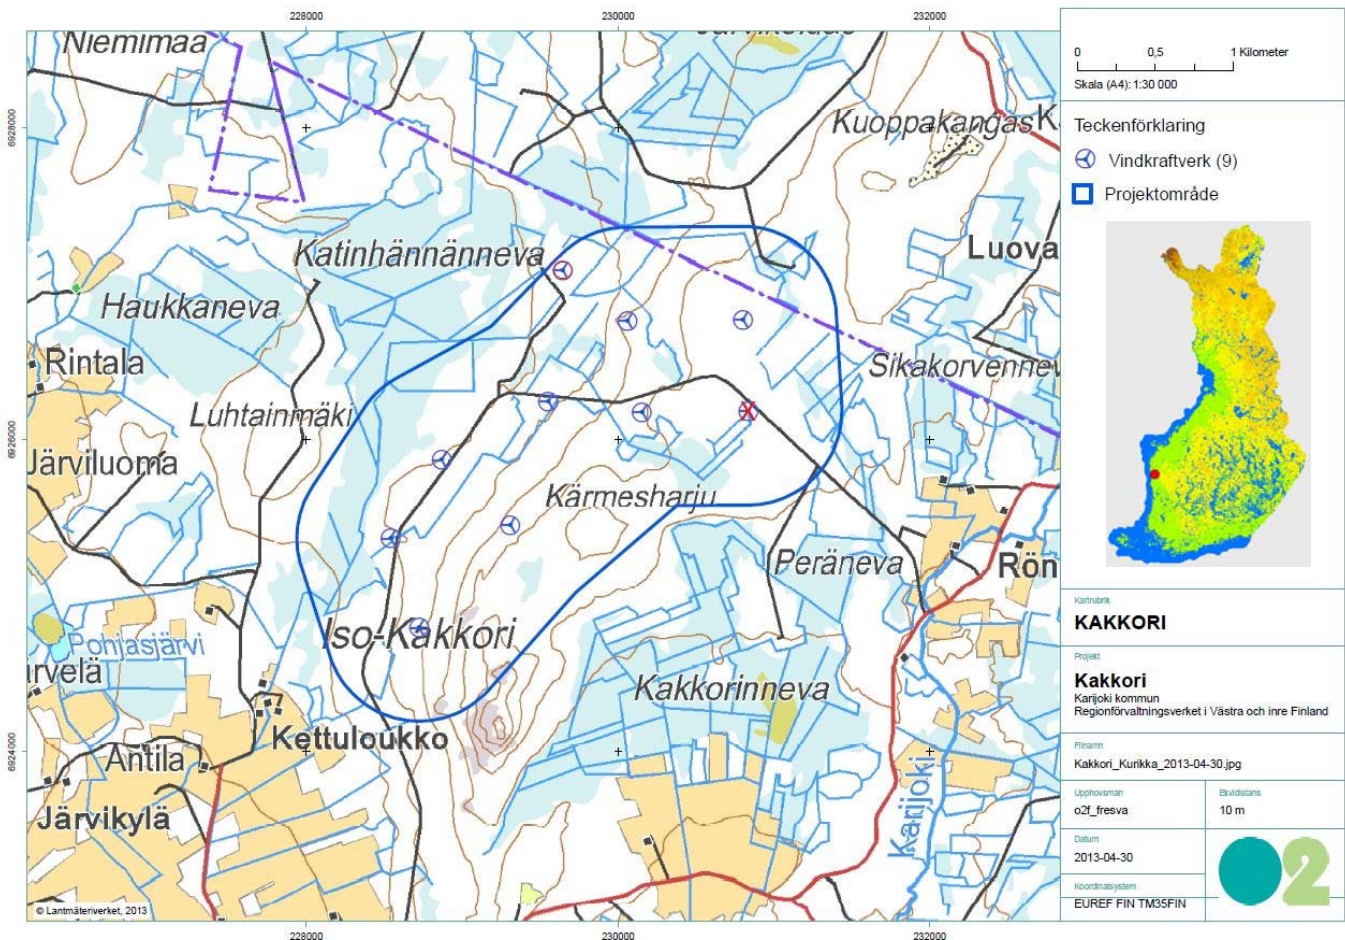 228000
230000
232000
Niemimaa
6928000
Kuoppakangas
Katinhännänneva
Luova
Haukkaneva
Rintala
Sikakorvennev
Luhtainmäki
6926000
Järviluoma
Kärmesharju
Peräneva
Rön
Iso-Kakkori
Pohjasjärvi
rvelä
Kakkorinneva
Kettuloukko
6924000
Antila
Karijoki
Järvikylä
© Lantmäteriverket, 2013
228000
230000
232000
0 0,5 1 Kilometer
Skala (A4): 1:30 000
Teckenförklaring
Vindkraftverk (9)
Projektområde
Kartrubrik
KAKKORI
Projekt
Kakkori
Karijoki kommun
Regionförvaltningsverket i Västra och inre Finland
Filnamn
Kakkori_Kurikka_2013-04-30.jpg
Upphovsman
o2f_fresva
Ekvidistans
10 m
Datum
2013-04-30
Koordinatsystem
EUREF FIN TM35FIN
O2